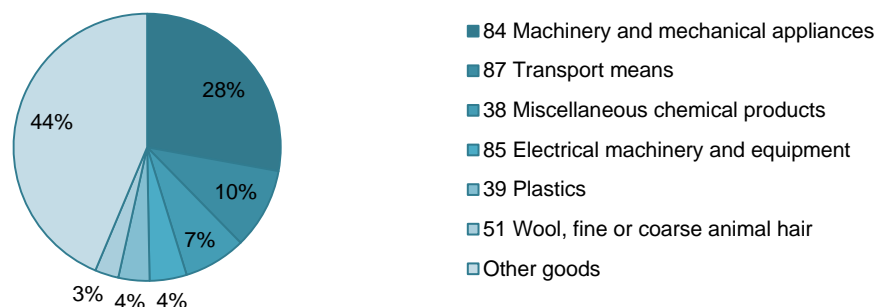 28%
10%
7%
4%
4%
3%
44%
84 Machinery and mechanical appliances
87 Transport means
38 Miscellaneous chemical products
85 Electrical machinery and equipment
39 Plastics
51 Wool, fine or coarse animal hair
Other goods